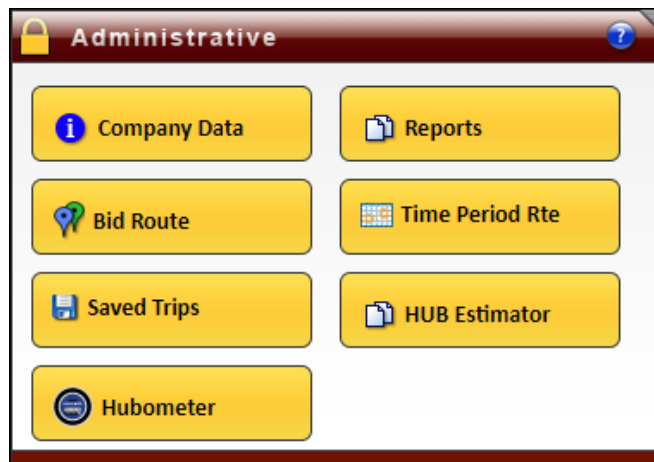 Administrative
?
i Company Data
Reports
Bid Route
Time Period Rte
Saved Trips
HUB Estimator
Hubometer